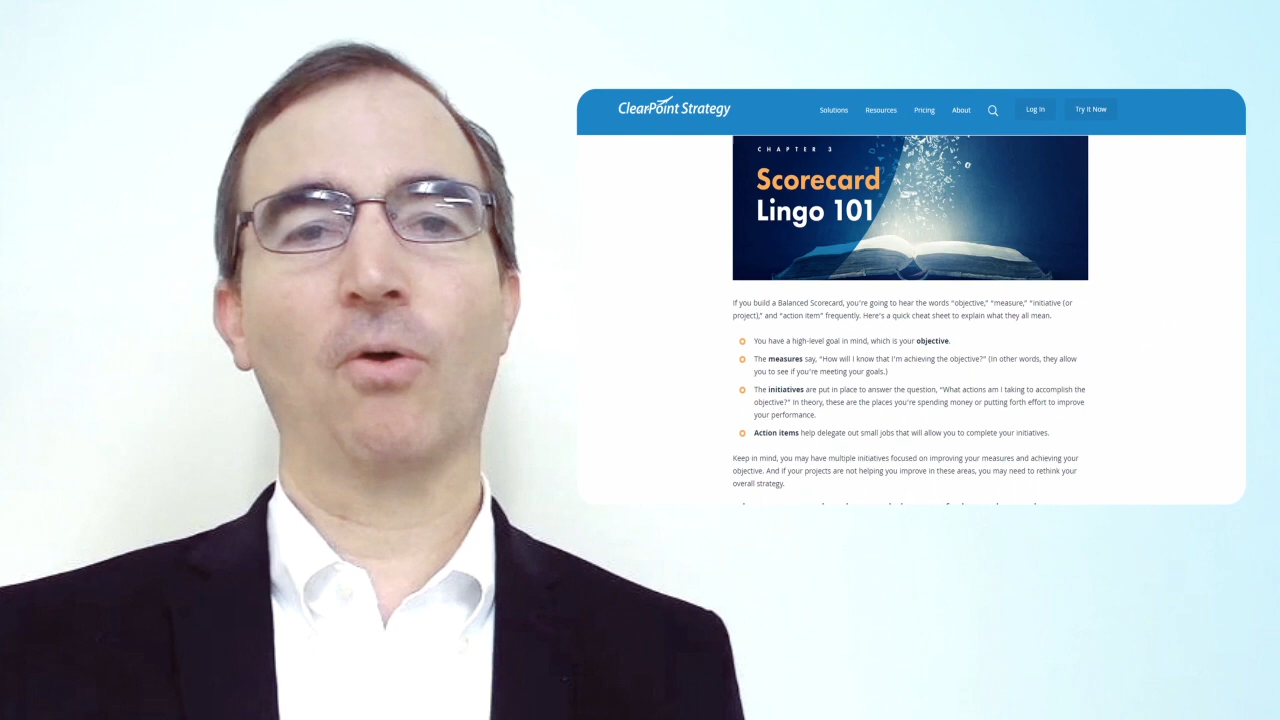 ClearPoint Strategy
Solutions Resources Pricing About Log In Try It Now
CHAPTER 3
Scorecard
Lingo 101
If you build a Balanced Scorecard, you're going to hear the words "objective," "measure," "initiative (or
project)," and "action item" frequently. Here's a quick cheat sheet to explain what they all mean.
You have a high-level goal in mind, which is your objective.
The measures say, "How will I know that I'm achieving the objective?" (In other words, they allow
you to see if you're meeting your goals.)
The initiatives are put in place to answer the question, "What actions am I taking to accomplish the
objective?" In theory, these are the places you're spending money or putting forth effort to improve
your performance.
Action items help delegate out small jobs that will allow you to complete your initiatives.
Keep in mind, you may have multiple initiatives focused on improving your measures and achieving your
objective. And if your projects are not helping you improve in these areas, you may need to rethink your
overall strategy.